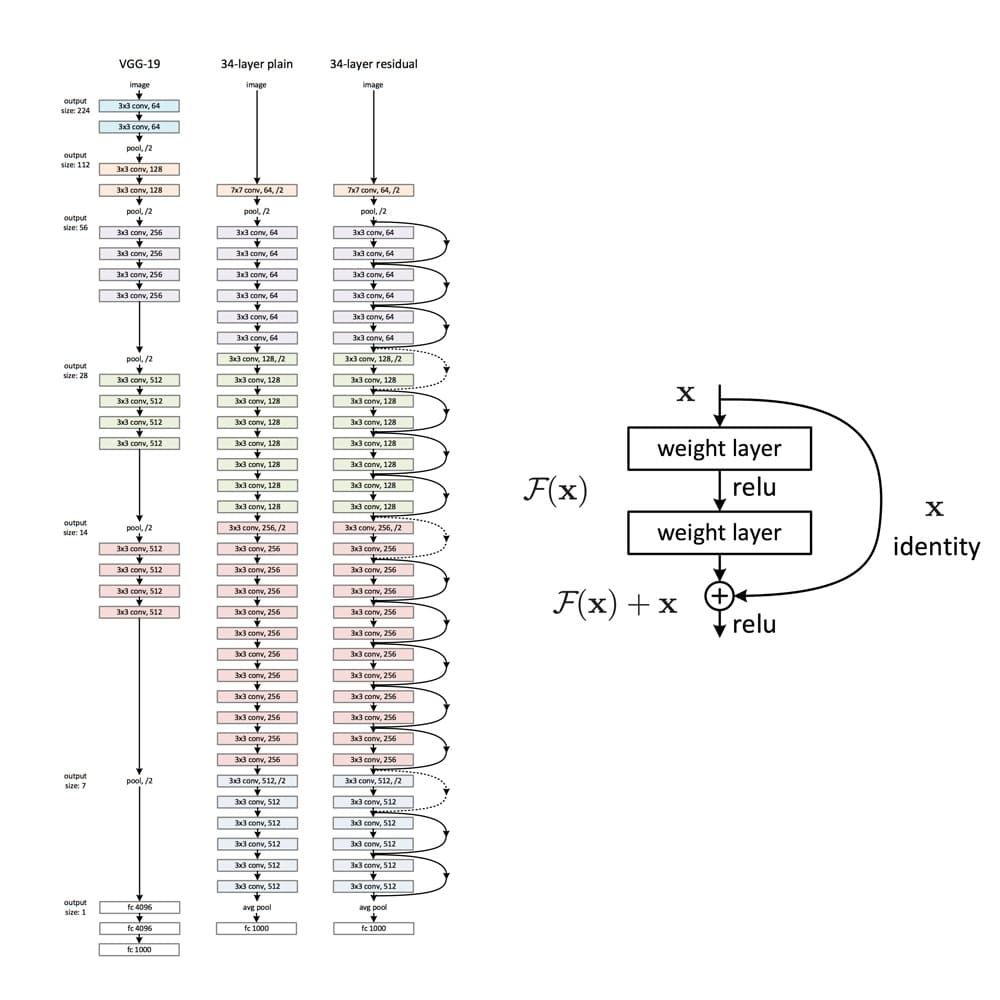 VGG-19
image
output
size: 224
3x3 conv, 64
3x3 conv, 64
pool, /2
output
size: 112
3x3 conv, 128
3x3 conv, 128
pool, /2
output
size: 56
3x3 conv, 256
3x3 conv, 256
3x3 conv, 256
3x3 conv, 256
pool, /2
output
size: 28
3x3 conv, 512
3x3 conv, 512
3x3 conv, 512
3x3 conv, 512
output
size: 14
pool, /2
3x3 conv, 512
3x3 conv, 512
3x3 conv, 512
3x3 conv, 512
output
size: 7
pool, /2
output
size: 1
fc 4096
fc 4096
fc 1000
34-layer plain
image
7x7 conv, 64, /2
pool, /2
3x3 conv, 64
3x3 conv, 64
3x3 conv, 64
3x3 conv, 64
3x3 conv, 64
3x3 conv, 64
3x3 conv, 128, /2
3x3 conv, 128
3x3 conv, 128
3x3 conv, 128
3x3 conv, 128
3x3 conv, 128
3x3 conv, 128
3x3 conv, 128
3x3 conv, 256, /2
3x3 conv, 256
3x3 conv, 256
3x3 conv, 256
3x3 conv, 256
3x3 conv, 256
3x3 conv, 256
3x3 conv, 256
3x3 conv, 256
3x3 conv, 256
3x3 conv, 256
3x3 conv, 256
3x3 conv, 512, /2
3x3 conv, 512
3x3 conv, 512
3x3 conv, 512
3x3 conv, 512
3x3 conv, 512
avg pool
fc 1000
34-layer residual
image
7x7 conv, 64, /2
pool, /2
3x3 conv, 64
3x3 conv, 64
3x3 conv, 64
3x3 conv, 64
3x3 conv, 64
3x3 conv, 64
3x3 conv, 128, /2
3x3 conv, 128
3x3 conv, 128
3x3 conv, 128
3x3 conv, 128
3x3 conv, 128
3x3 conv, 128
3x3 conv, 128
3x3 conv, 256, /2
3x3 conv, 256
3x3 conv, 256
3x3 conv, 256
3x3 conv, 256
3x3 conv, 256
3x3 conv, 256
3x3 conv, 256
3x3 conv, 256
3x3 conv, 256
3x3 conv, 256
3x3 conv, 256
3x3 conv, 512, /2
3x3 conv, 512
3x3 conv, 512
3x3 conv, 512
3x3 conv, 512
3x3 conv, 512
avg pool
fc 1000
x
weight layer
F(x)
relu
weight layer
x
identity
F(x) + x
+
relu